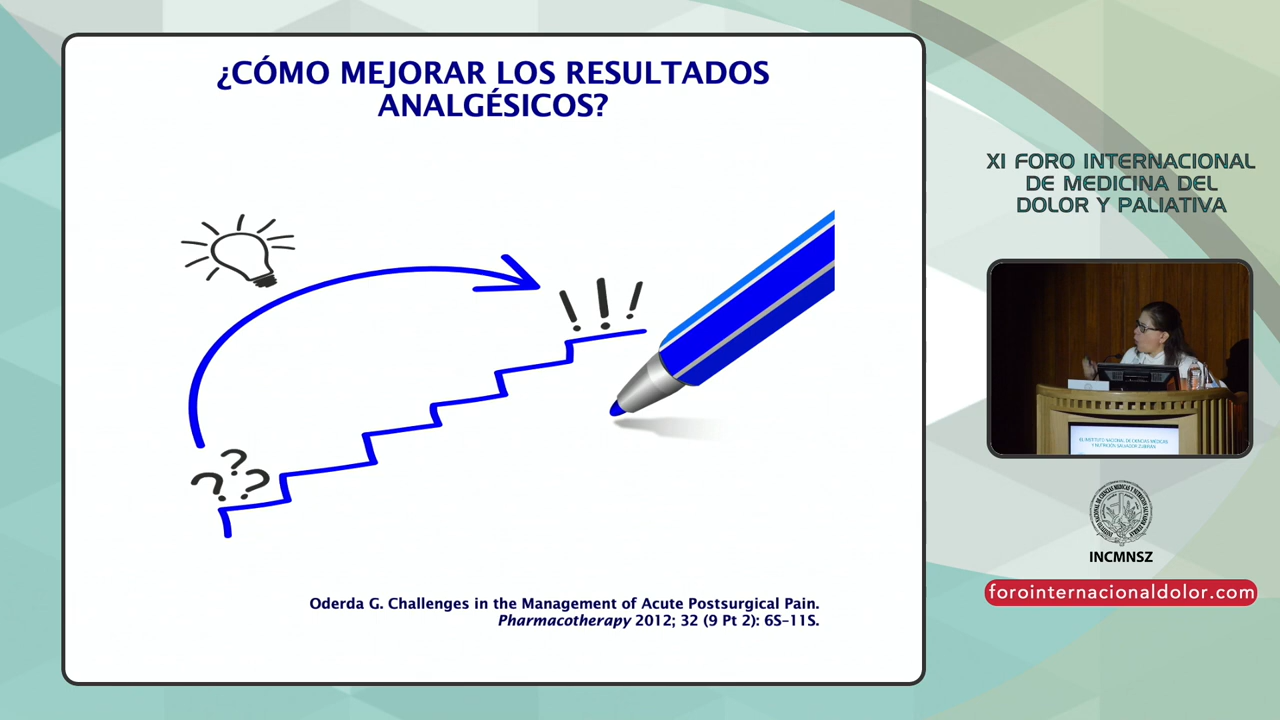 ¿CÓMO MEJORAR LOS RESULTADOS
ANALGÉSICOS?
???
!!!
Oderda G. Challenges in the Management of Acute Postsurgical Pain.
Pharmacotherapy 2012; 32 (9 Pt 2): 6S–11S.
XI FORO INTERNACIONAL
DE MEDICINA DEL
DOLOR Y PALIATIVA
INCMNSZ
forointernacionaldolor.com